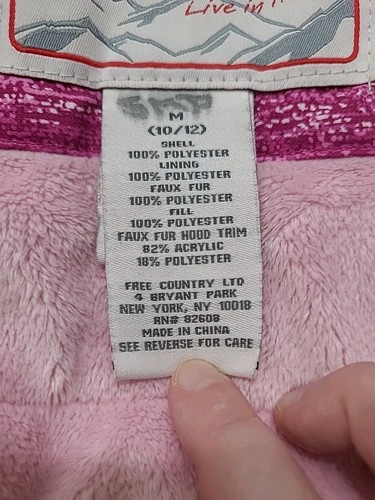 Live in
M
(10/12)
SHELL
100% POLYESTER
LINING
100% POLYESTER
FAUX FUR
100% POLYESTER
FILL
100% POLYESTER
FAUX FUR HOOD TRIM
82% ACRYLIC
18% POLYESTER
FREE COUNTRY LTD
4 BRYANT PARK
NEW YORK, NY 10018
RN# 82608
MADE IN CHINA
SEE REVERSE FOR CARE